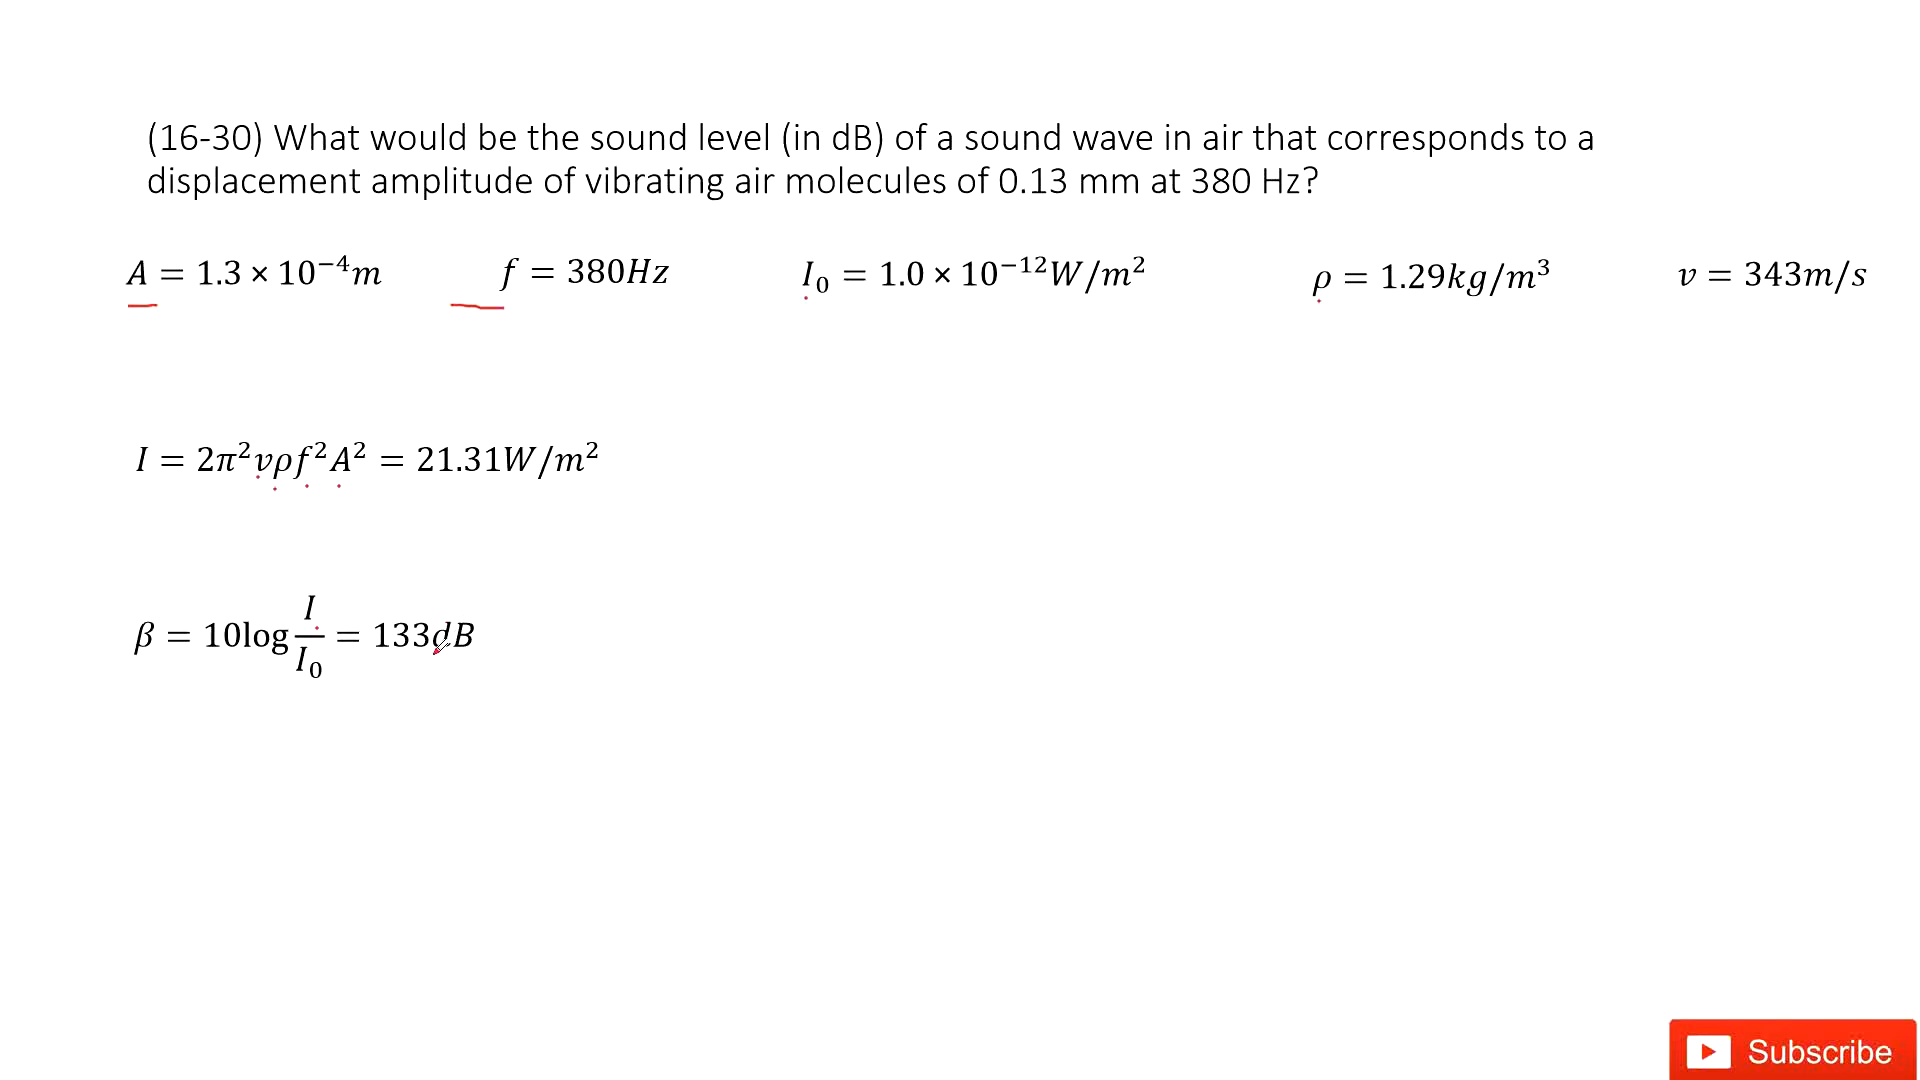 (16-30) What would be the sound level (in dB) of a sound wave in air that corresponds to a
displacement amplitude of vibrating air molecules of 0.13 mm at 380 Hz?
A = 1.3 × 10⁻⁴m f = 380Hz I₀ = 1.0 × 10⁻¹²W/m² ρ = 1.29kg/m³ v = 343m/s
I = 2π²vρf²A² = 21.31W/m²
β = 10log I/I₀ = 133dB
Subscribe